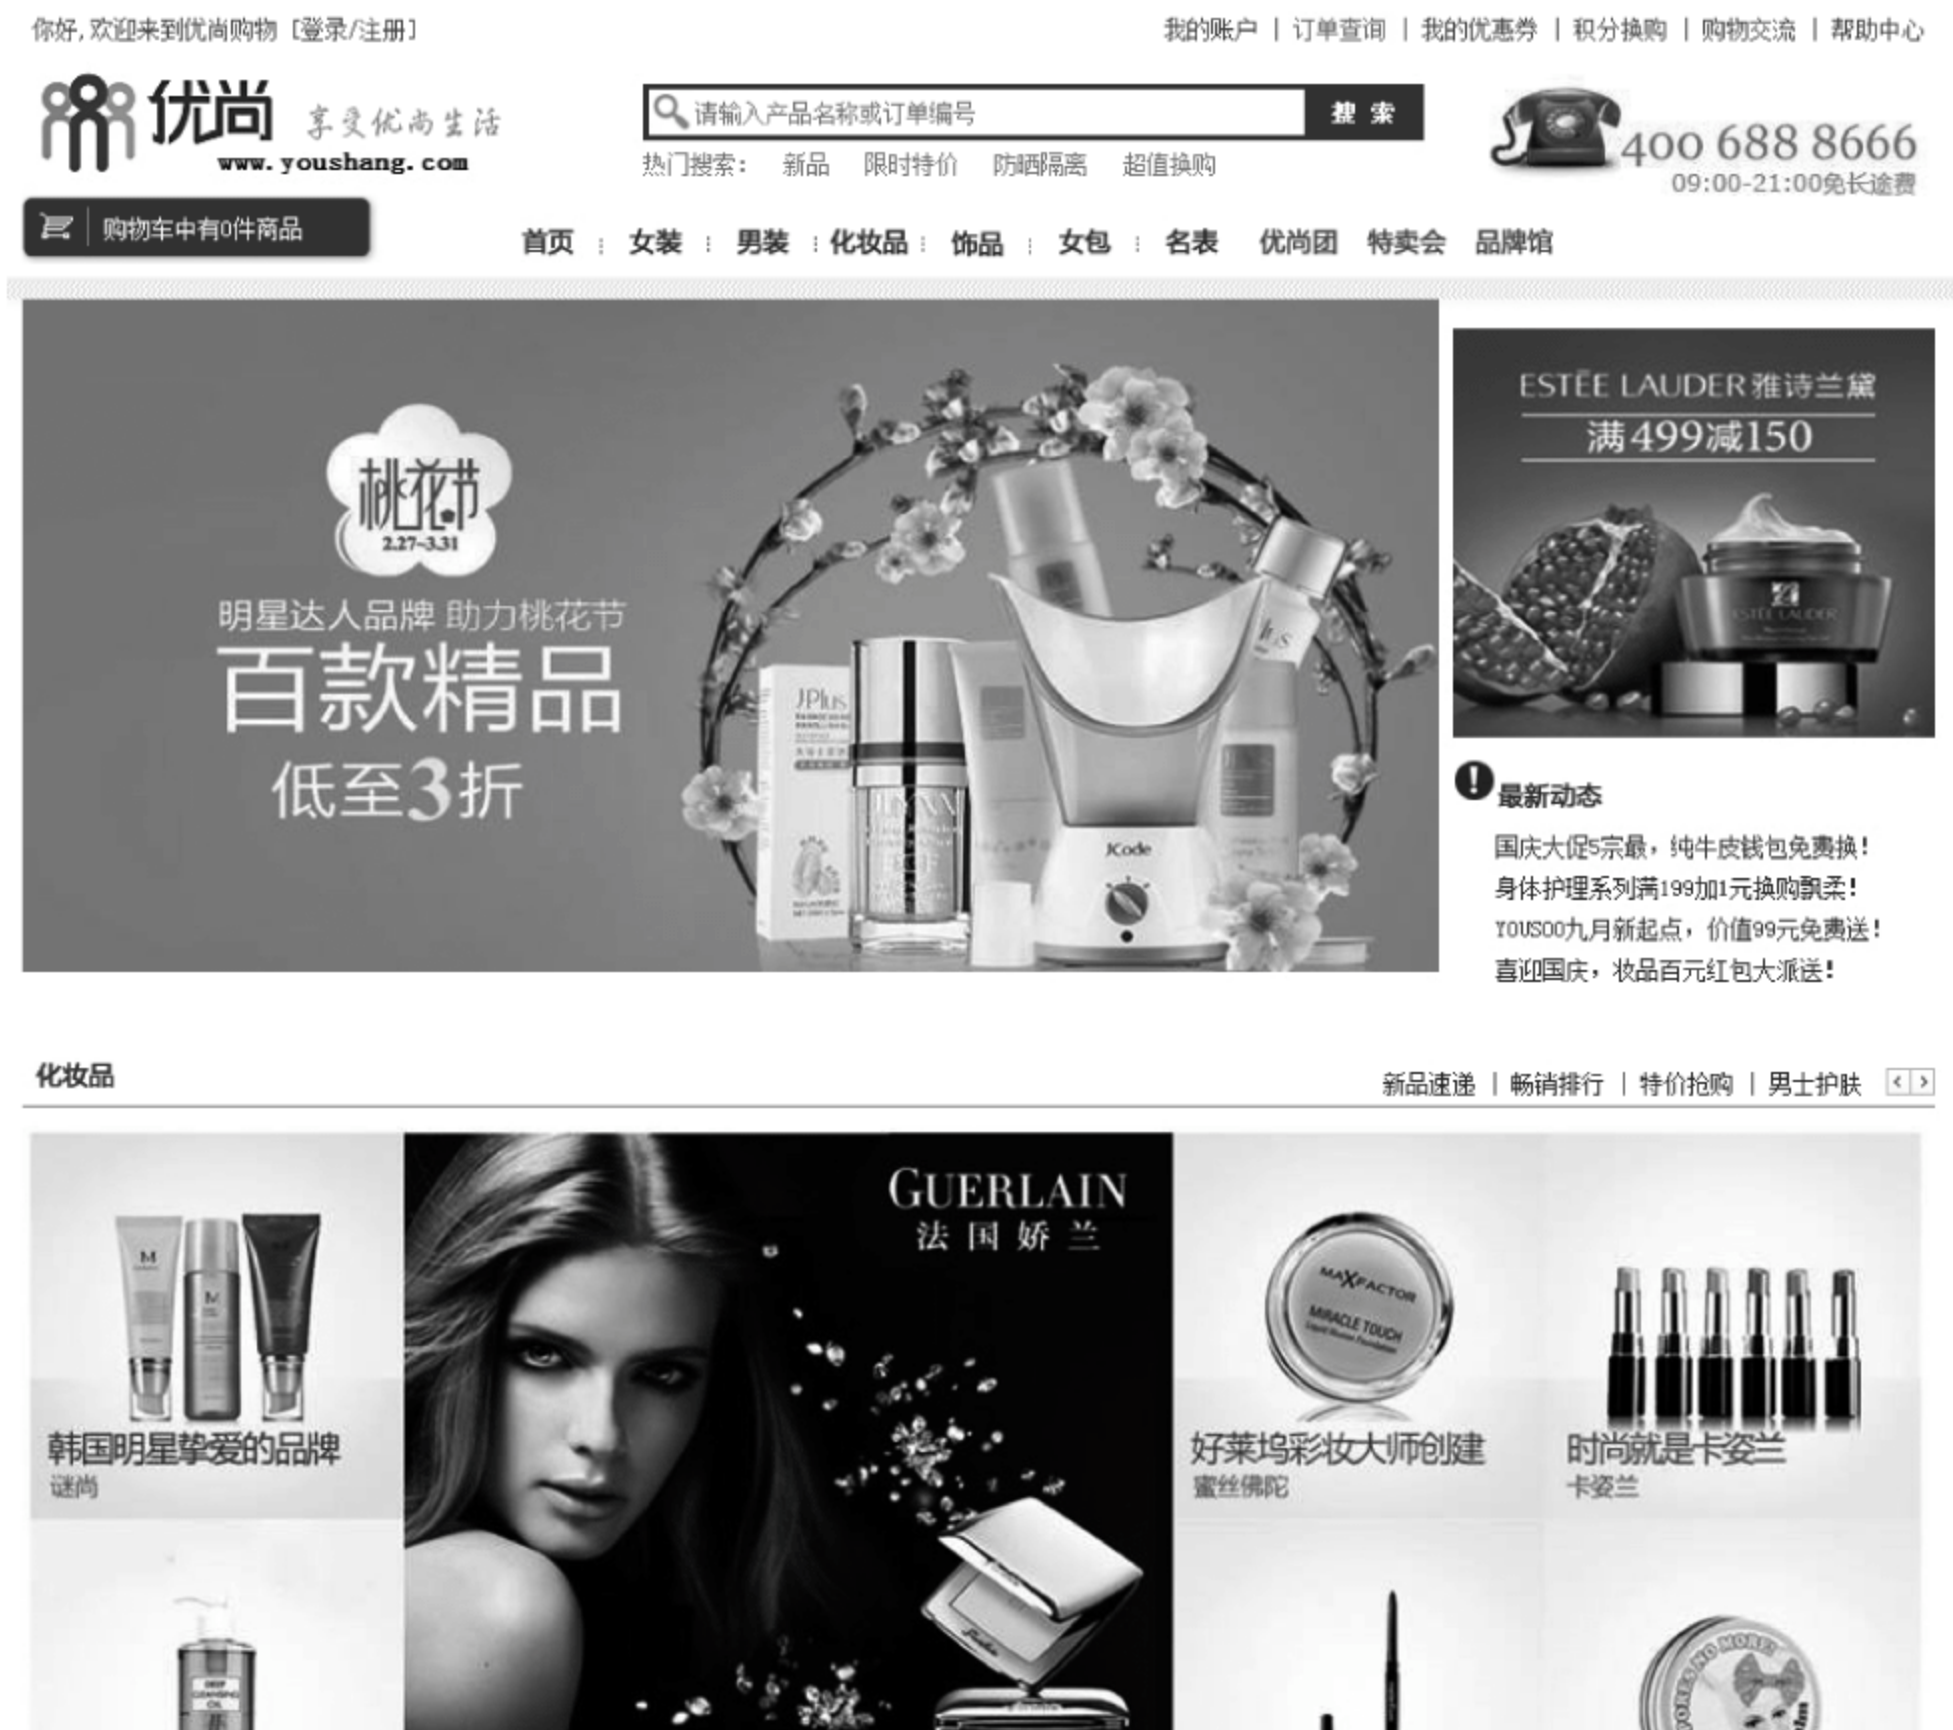 你好,欢迎来到优尚购物 [登录/注册]
我的账户 | 订单查询 | 我的优惠券 | 积分换购 | 购物交流 | 帮助中心
优尚 享受优尚生活
www.youshang.com
请输入产品名称或订单编号 搜 索
热门搜索: 新品 限时特价 防晒隔离 超值换购
400 688 8666
09:00-21:00免长途费
购物车中有0件商品
首页 女装 男装 化妆品 饰品 女包 名表 优尚团 特卖会 品牌馆
桃花节
2.27~3.31
明星达人品牌 助力桃花节
百款精品
低至3折
JPlus
JCode
ESTĒE LAUDER 雅诗兰黛
满499减150
ESTĒE LAUDER
最新动态
国庆大促5宗最，纯牛皮钱包免费换！
身体护理系列满199加1元换购飘柔！
YOUSOO九月新起点，价值99元免费送！
喜迎国庆，妆品百元红包大派送！
化妆品
新品速递 | 畅销排行 | 特价抢购 | 男士护肤
M
M
韩国明星挚爱的品牌
谜尚
GUERLAIN
法国娇兰
MAXFACTOR
MIRACLE TOUCH
Liquid Illusion Foundation
好莱坞彩妆大师创建
蜜丝佛陀
时尚就是卡姿兰
卡姿兰
DEEP
CLEANSING
OIL
PORES NO MORE!